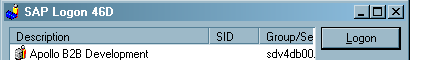 SAP Logon 46D
Description SID Group/Se
Logon
Apollo B2B Development sdv4db00.